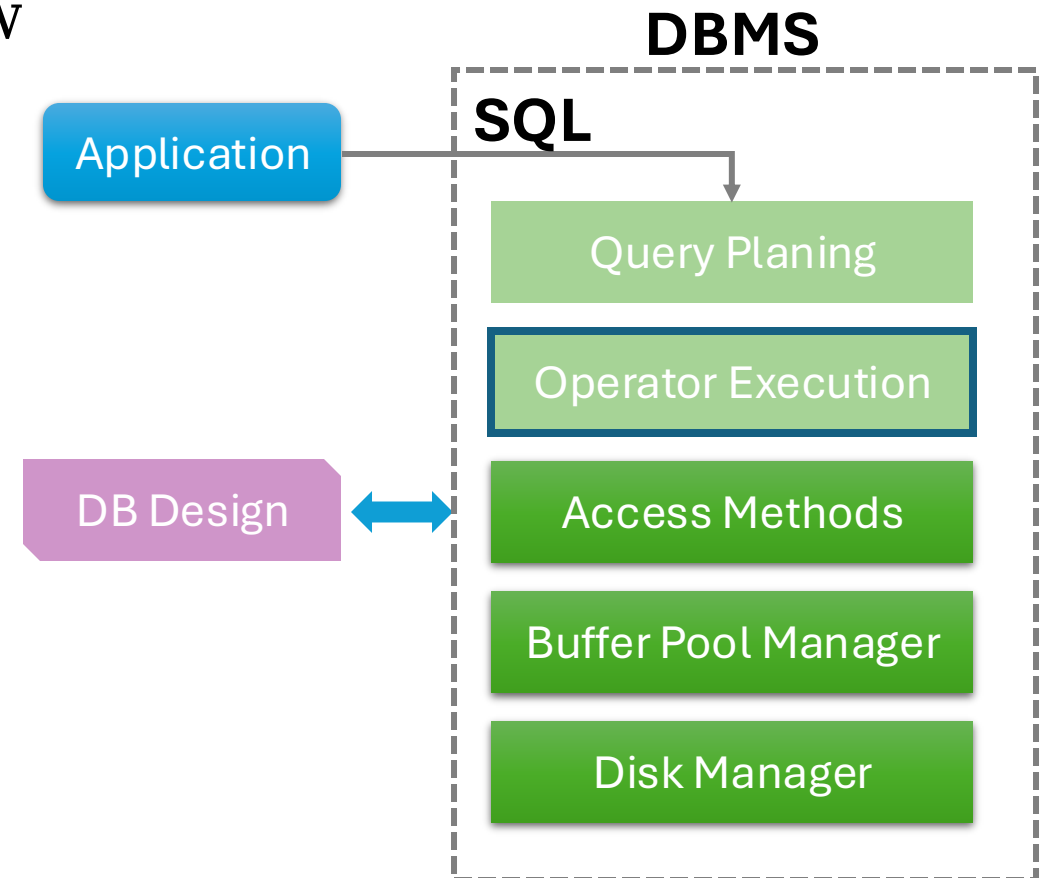 DBMS
SQL
Application
Query Planing
Operator Execution
DB Design
Access Methods
Buffer Pool Manager
Disk Manager